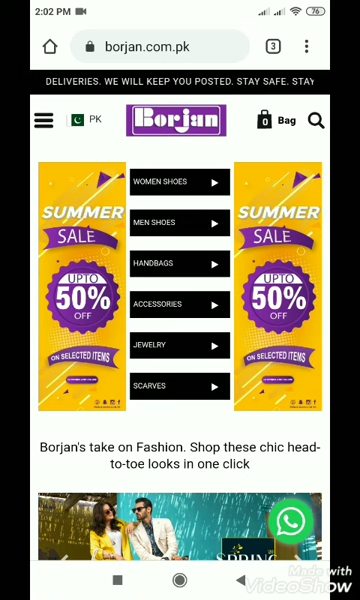 2:02 PM
76
borjan.com.pk
3
DELIVERIES. WE WILL KEEP YOU POSTED. STAY SAFE. STAY
PK
Borjan
0
Bag
SUMMER
SALE
UPTO
50%
OFF
ON SELECTED ITEMS
WOMEN SHOES
MEN SHOES
HANDBAGS
ACCESSORIES
JEWELRY
SCARVES
SUMMER
SALE
UPTO
50%
OFF
ON SELECTED ITEMS
Borjan's take on Fashion. Shop these chic head-
to-toe looks in one click
SPRING
Made with
VideoShow